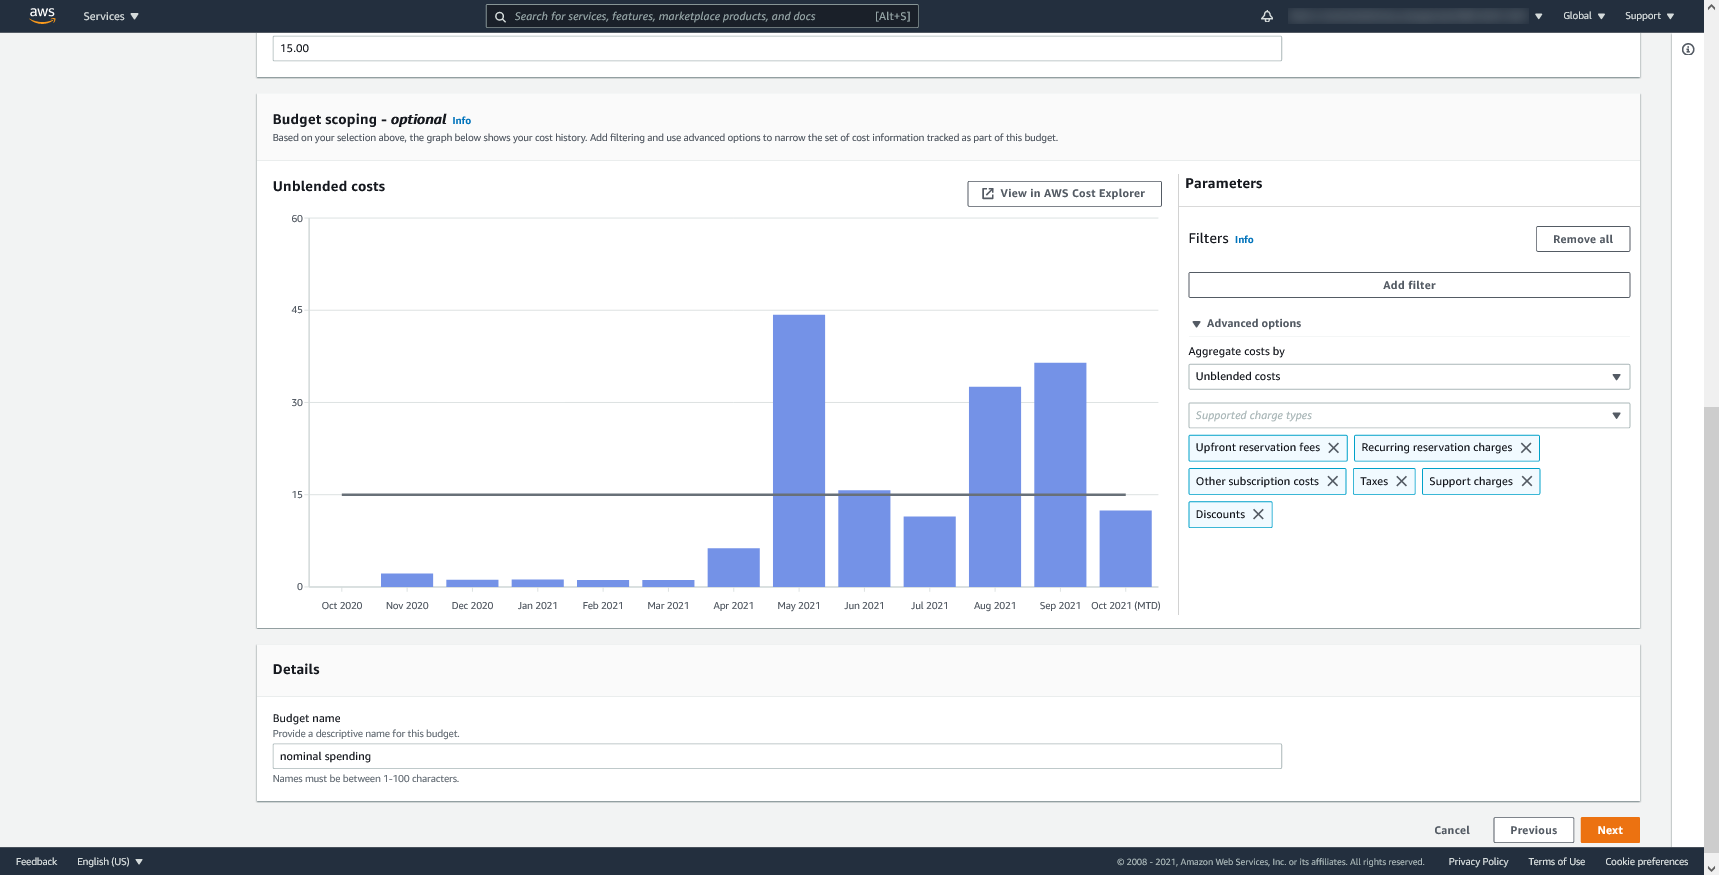 aws Services Search for services, features, marketplace products, and docs [Alt+S] Global Support
15.00
Budget scoping - optional Info
Based on your selection above, the graph below shows your cost history. Add filtering and use advanced options to narrow the set of cost information tracked as part of this budget.
Unblended costs
View in AWS Cost Explorer
60
45
30
15
0
Oct 2020 Nov 2020 Dec 2020 Jan 2021 Feb 2021 Mar 2021 Apr 2021 May 2021 Jun 2021 Jul 2021 Aug 2021 Sep 2021 Oct 2021 (MTD)
Parameters
Filters Info Remove all
Add filter
Advanced options
Aggregate costs by
Unblended costs
Supported charge types
Upfront reservation fees Recurring reservation charges
Other subscription costs Taxes Support charges
Discounts
Details
Budget name
Provide a descriptive name for this budget.
nominal spending
Names must be between 1-100 characters.
Cancel Previous Next
Feedback English (US) © 2008 - 2021, Amazon Web Services, Inc. or its affiliates. All rights reserved. Privacy Policy Terms of Use Cookie preferences